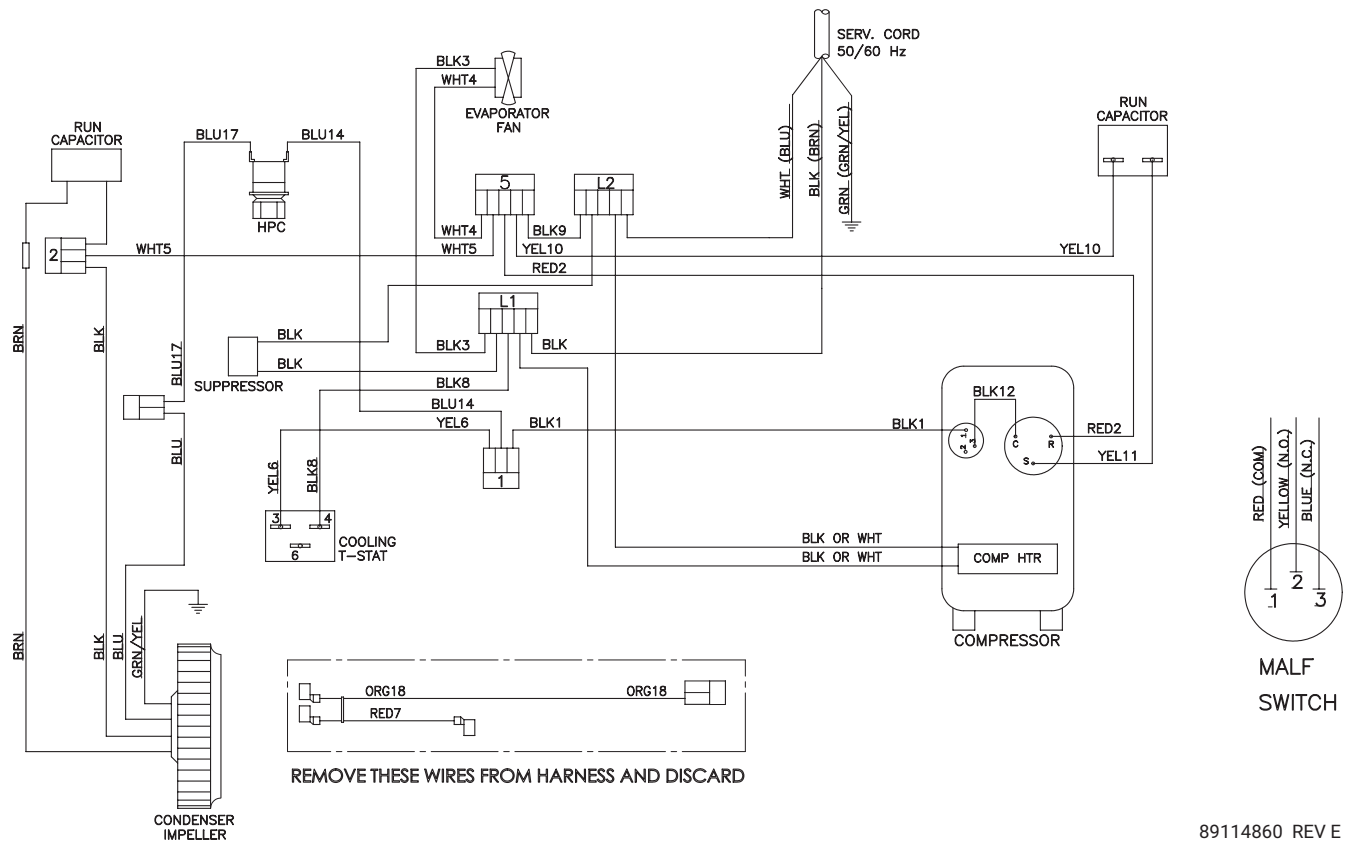 SERV. CORD
50/60 Hz
BLK3
WHT4
EVAPORATOR
FAN
RUN
CAPACITOR
RUN
CAPACITOR
BLU17
BLU14
HPC
WHT (BLU)
BLK (BRN)
GRN (GRN/YEL)
5
L2
WHT4
BLK9
2
WHT5
WHT5
YEL10
YEL10
RED2
L1
BRN
BLK
BLK
BLU17
BLK3
BLK
BLK
SUPPRESSOR
BLK8
BLU14
YEL6
BLK1
BLK1
BLK12
1
2
3
C
R
S
RED2
YEL11
BLU
YEL6
BLK8
1
3
4
6
COOLING
T-STAT
BLK OR WHT
BLK OR WHT
COMP HTR
COMPRESSOR
RED (COM)
YELLOW (N.O.)
BLUE (N.C.)
1
2
3
MALF
SWITCH
BRN
BLK
BLU
GRN/YEL
ORG18
ORG18
RED7
REMOVE THESE WIRES FROM HARNESS AND DISCARD
CONDENSER
IMPELLER
89114860 REV E